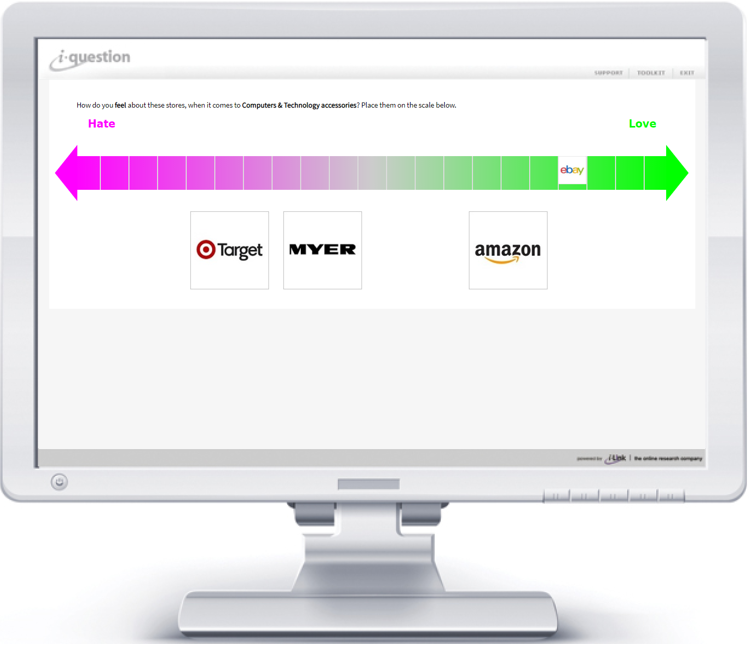 i·question
SUPPORT | TOOLKIT | EXIT
How do you feel about these stores, when it comes to Computers & Technology accessories? Place them on the scale below.
Hate
Love
ebay
Target
MYER
amazon
powered by i-Link | the online research company